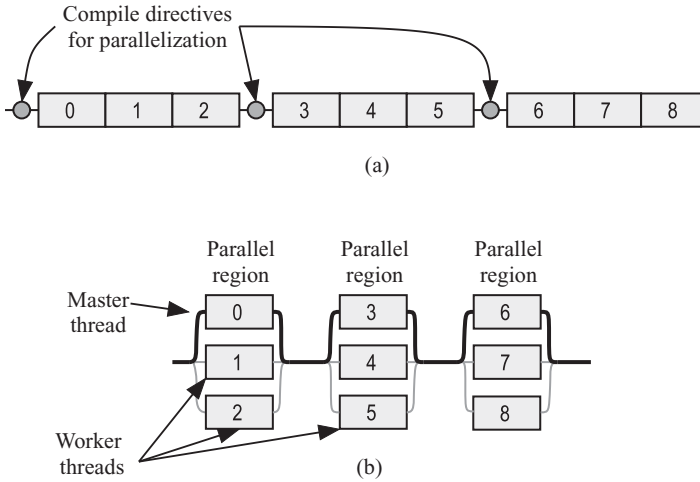 Compile directives
for parallelization
0 1 2 3 4 5 6 7 8
(a)
Parallel Parallel Parallel
region region region
Master
thread
0 3 6
1 4 7
2 5 8
Worker
threads
(b)